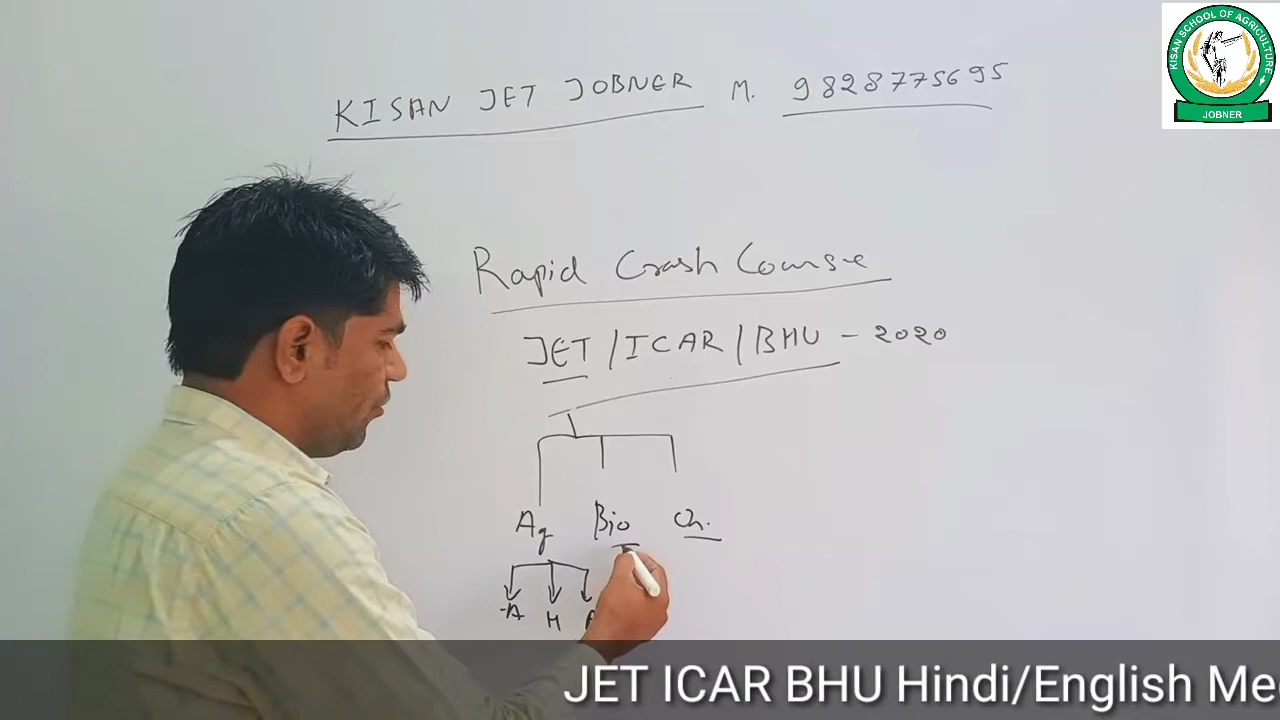 KISAN JET JOBNER M. 9828775695
KISAN SCHOOL OF AGRICULTURE
JOBNER
Rapid Crash Course
JET/ICAR/BHU - 2020
Ag Bio Ch.
A H A
JET ICAR BHU Hindi/English Me